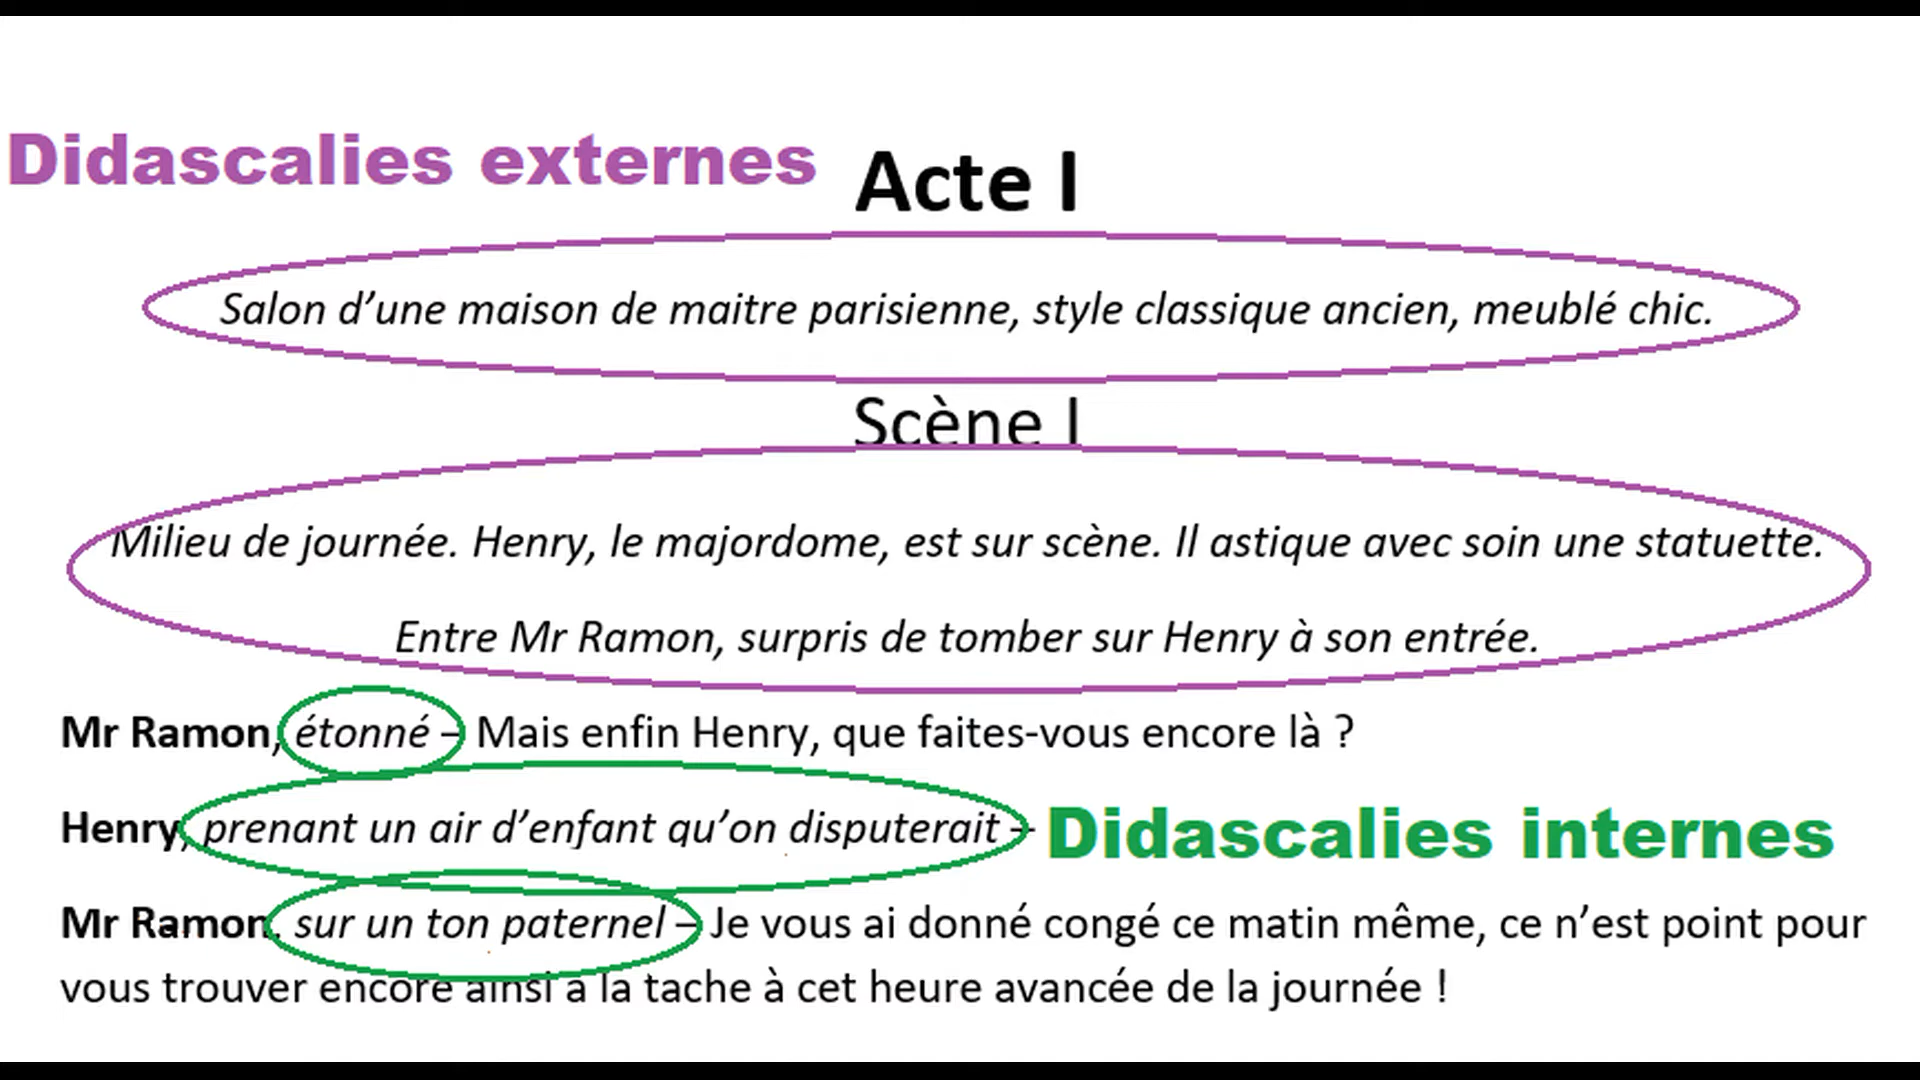 Didascalies externes
Acte I
Salon d’une maison de maitre parisienne, style classique ancien, meublé chic.
Scène I
Milieu de journée. Henry, le majordome, est sur scène. Il astique avec soin une statuette.
Entre Mr Ramon, surpris de tomber sur Henry à son entrée.
Mr Ramon, étonné – Mais enfin Henry, que faites-vous encore là ?
Henry, prenant un air d’enfant qu’on disputerait –
Didascalies internes
Mr Ramon, sur un ton paternel – Je vous ai donné congé ce matin même, ce n’est point pour
vous trouver encore ainsi à la tache à cet heure avancée de la journée !